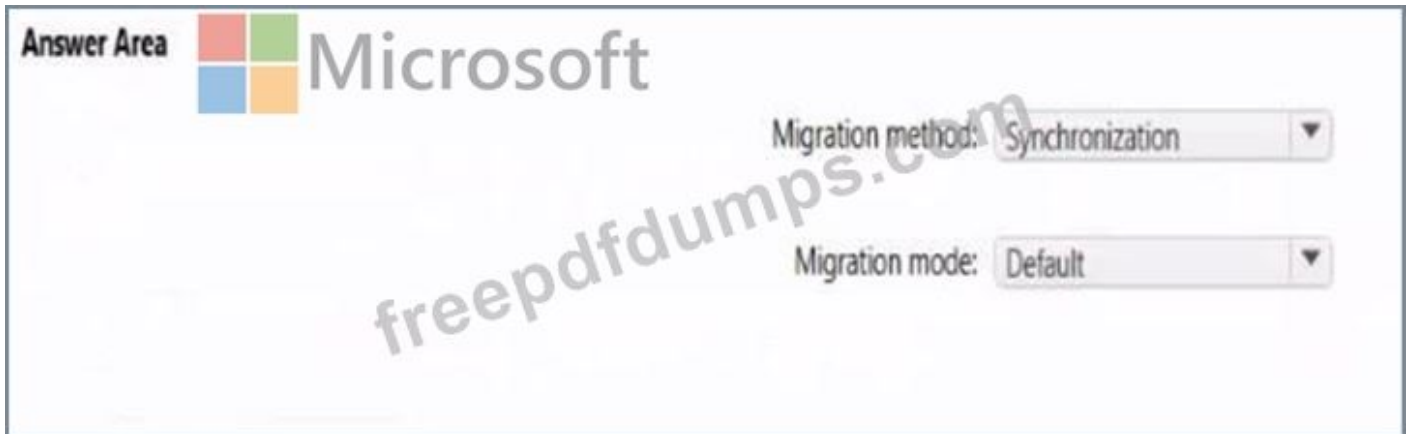 Answer Area
Microsoft
Migration method: Synchronization
Migration mode: Default
freepdfdumps.com